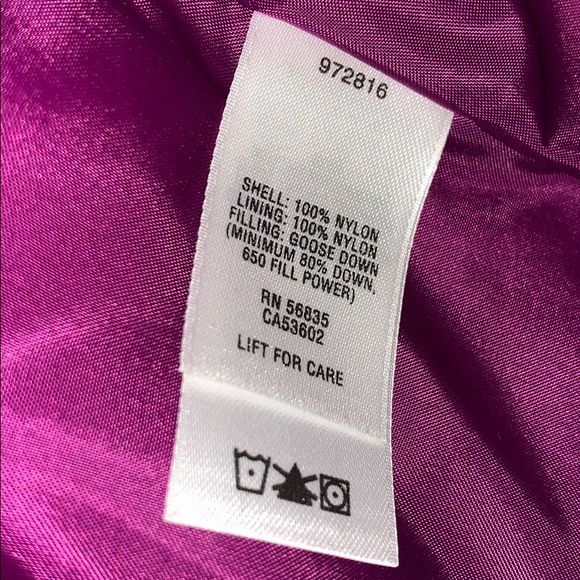 972816
SHELL: 100% NYLON
LINING: 100% NYLON
FILLING: GOOSE DOWN
(MINIMUM 80% DOWN,
650 FILL POWER)
RN 56835
CA53602
LIFT FOR CARE